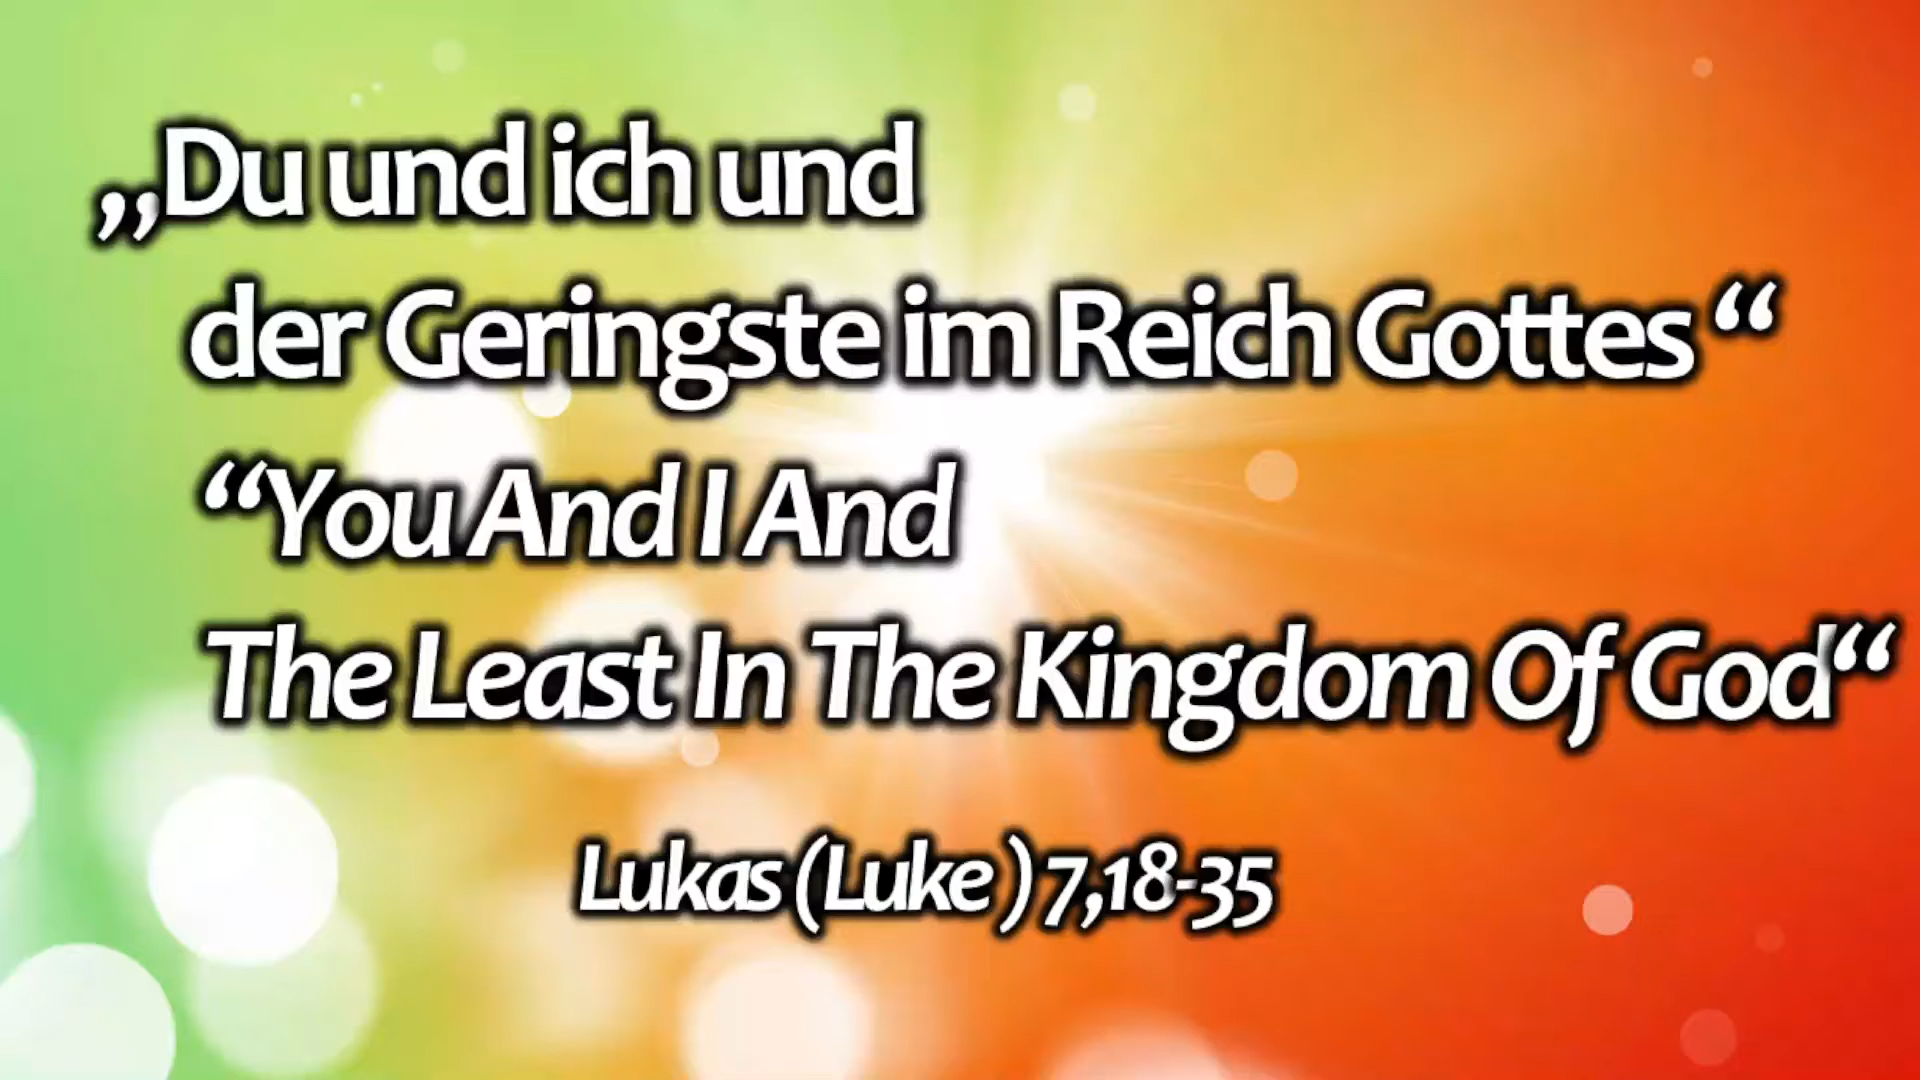 „Du und ich und
der Geringste im Reich Gottes “
“You And I And
The Least In The Kingdom Of God“
Lukas (Luke ) 7,18-35